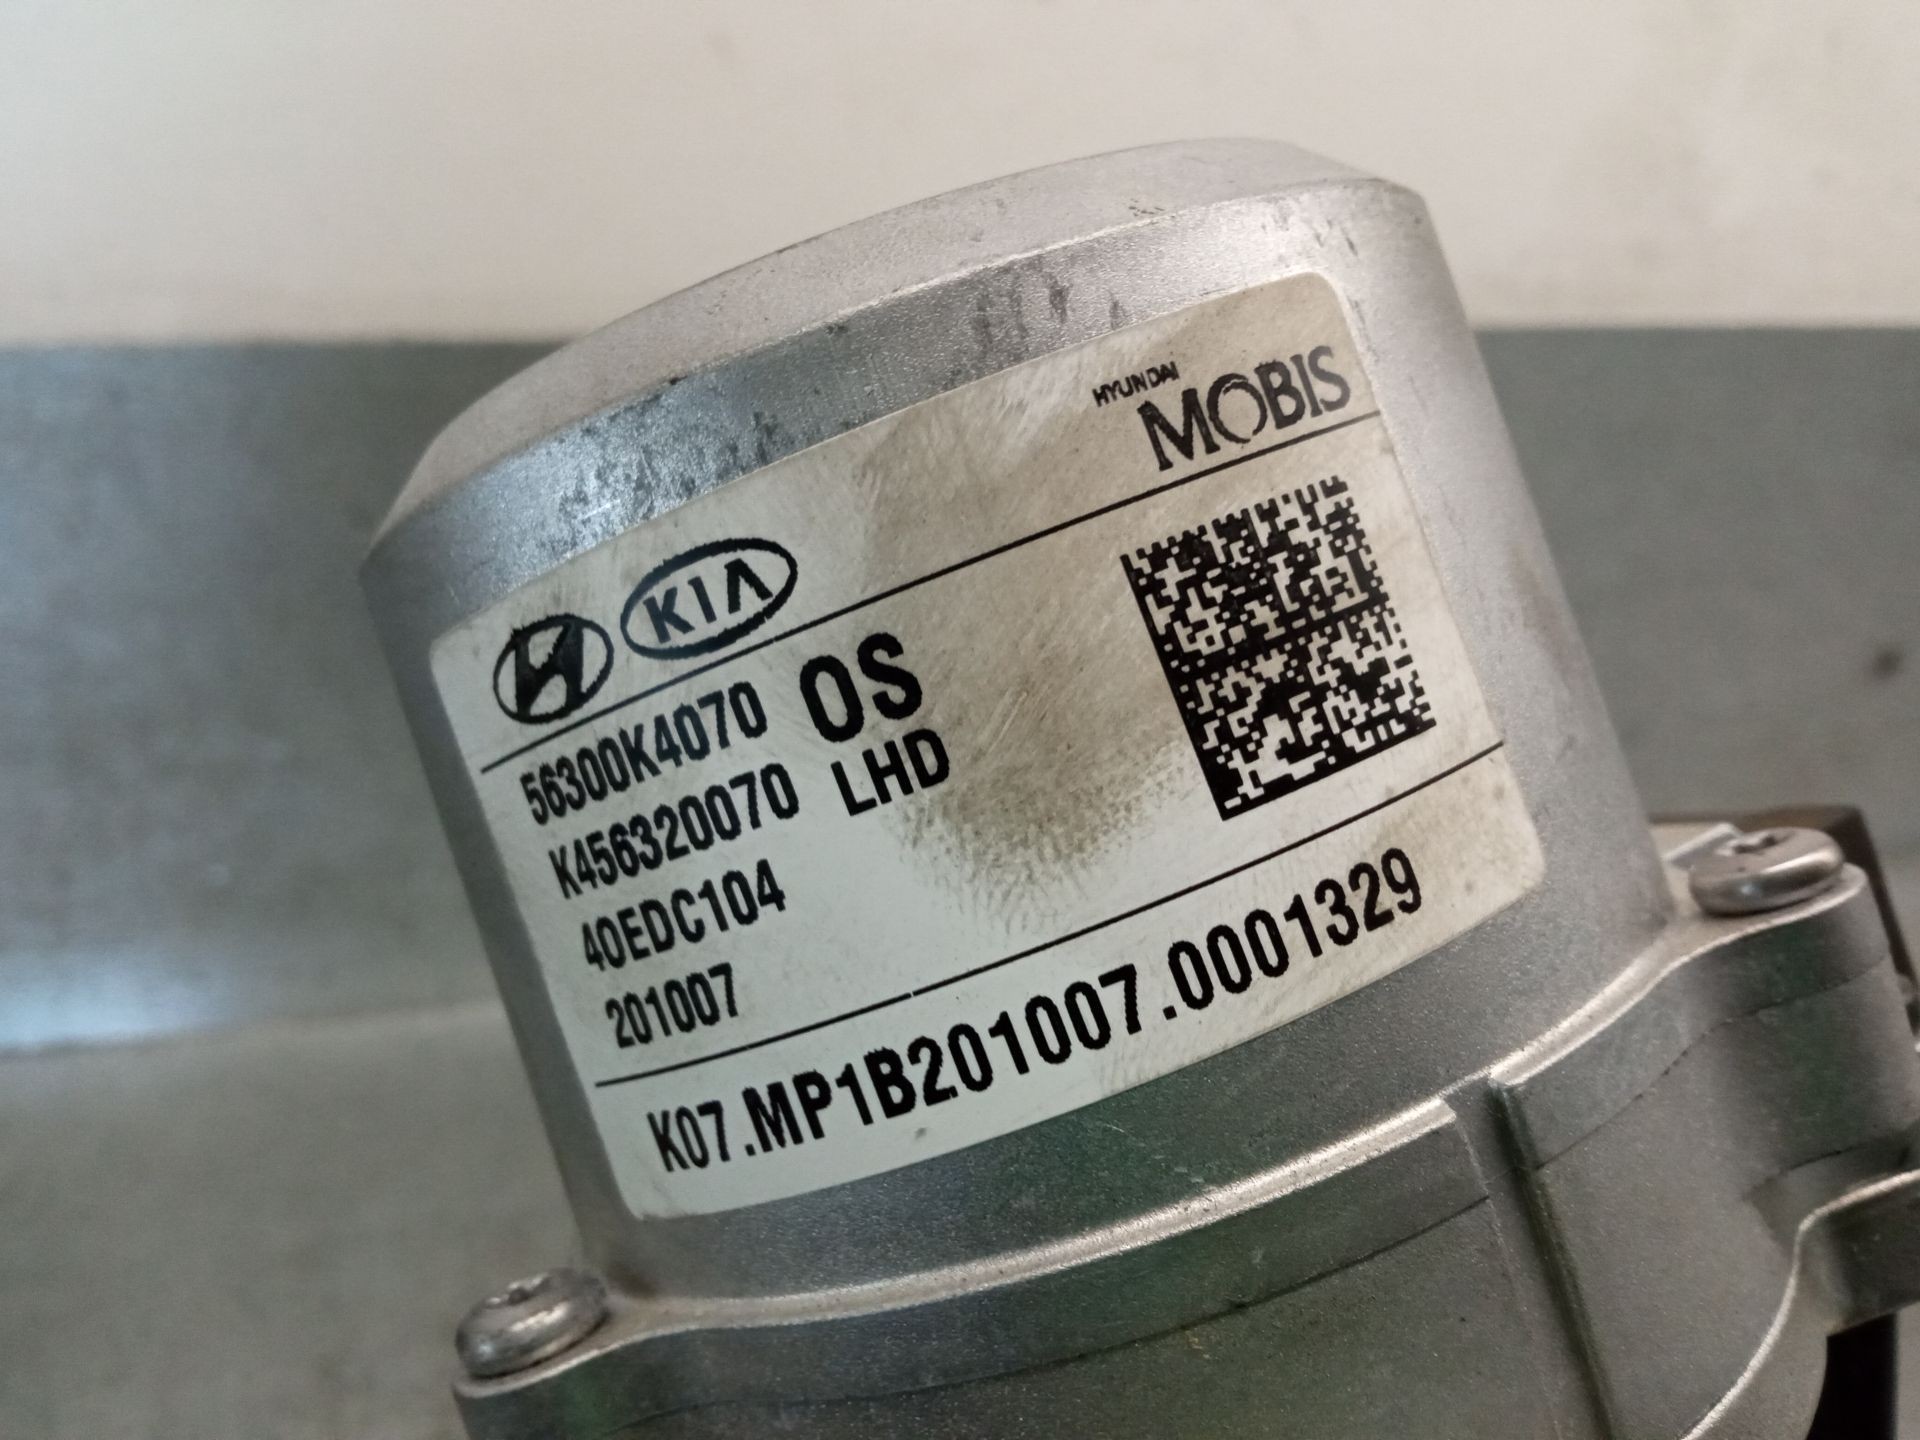 HYUNDAI
MOBIS
KIA
56300K4070 OS
K456320070 LHD
40EDC104
201007
K07.MP1B201007.0001329